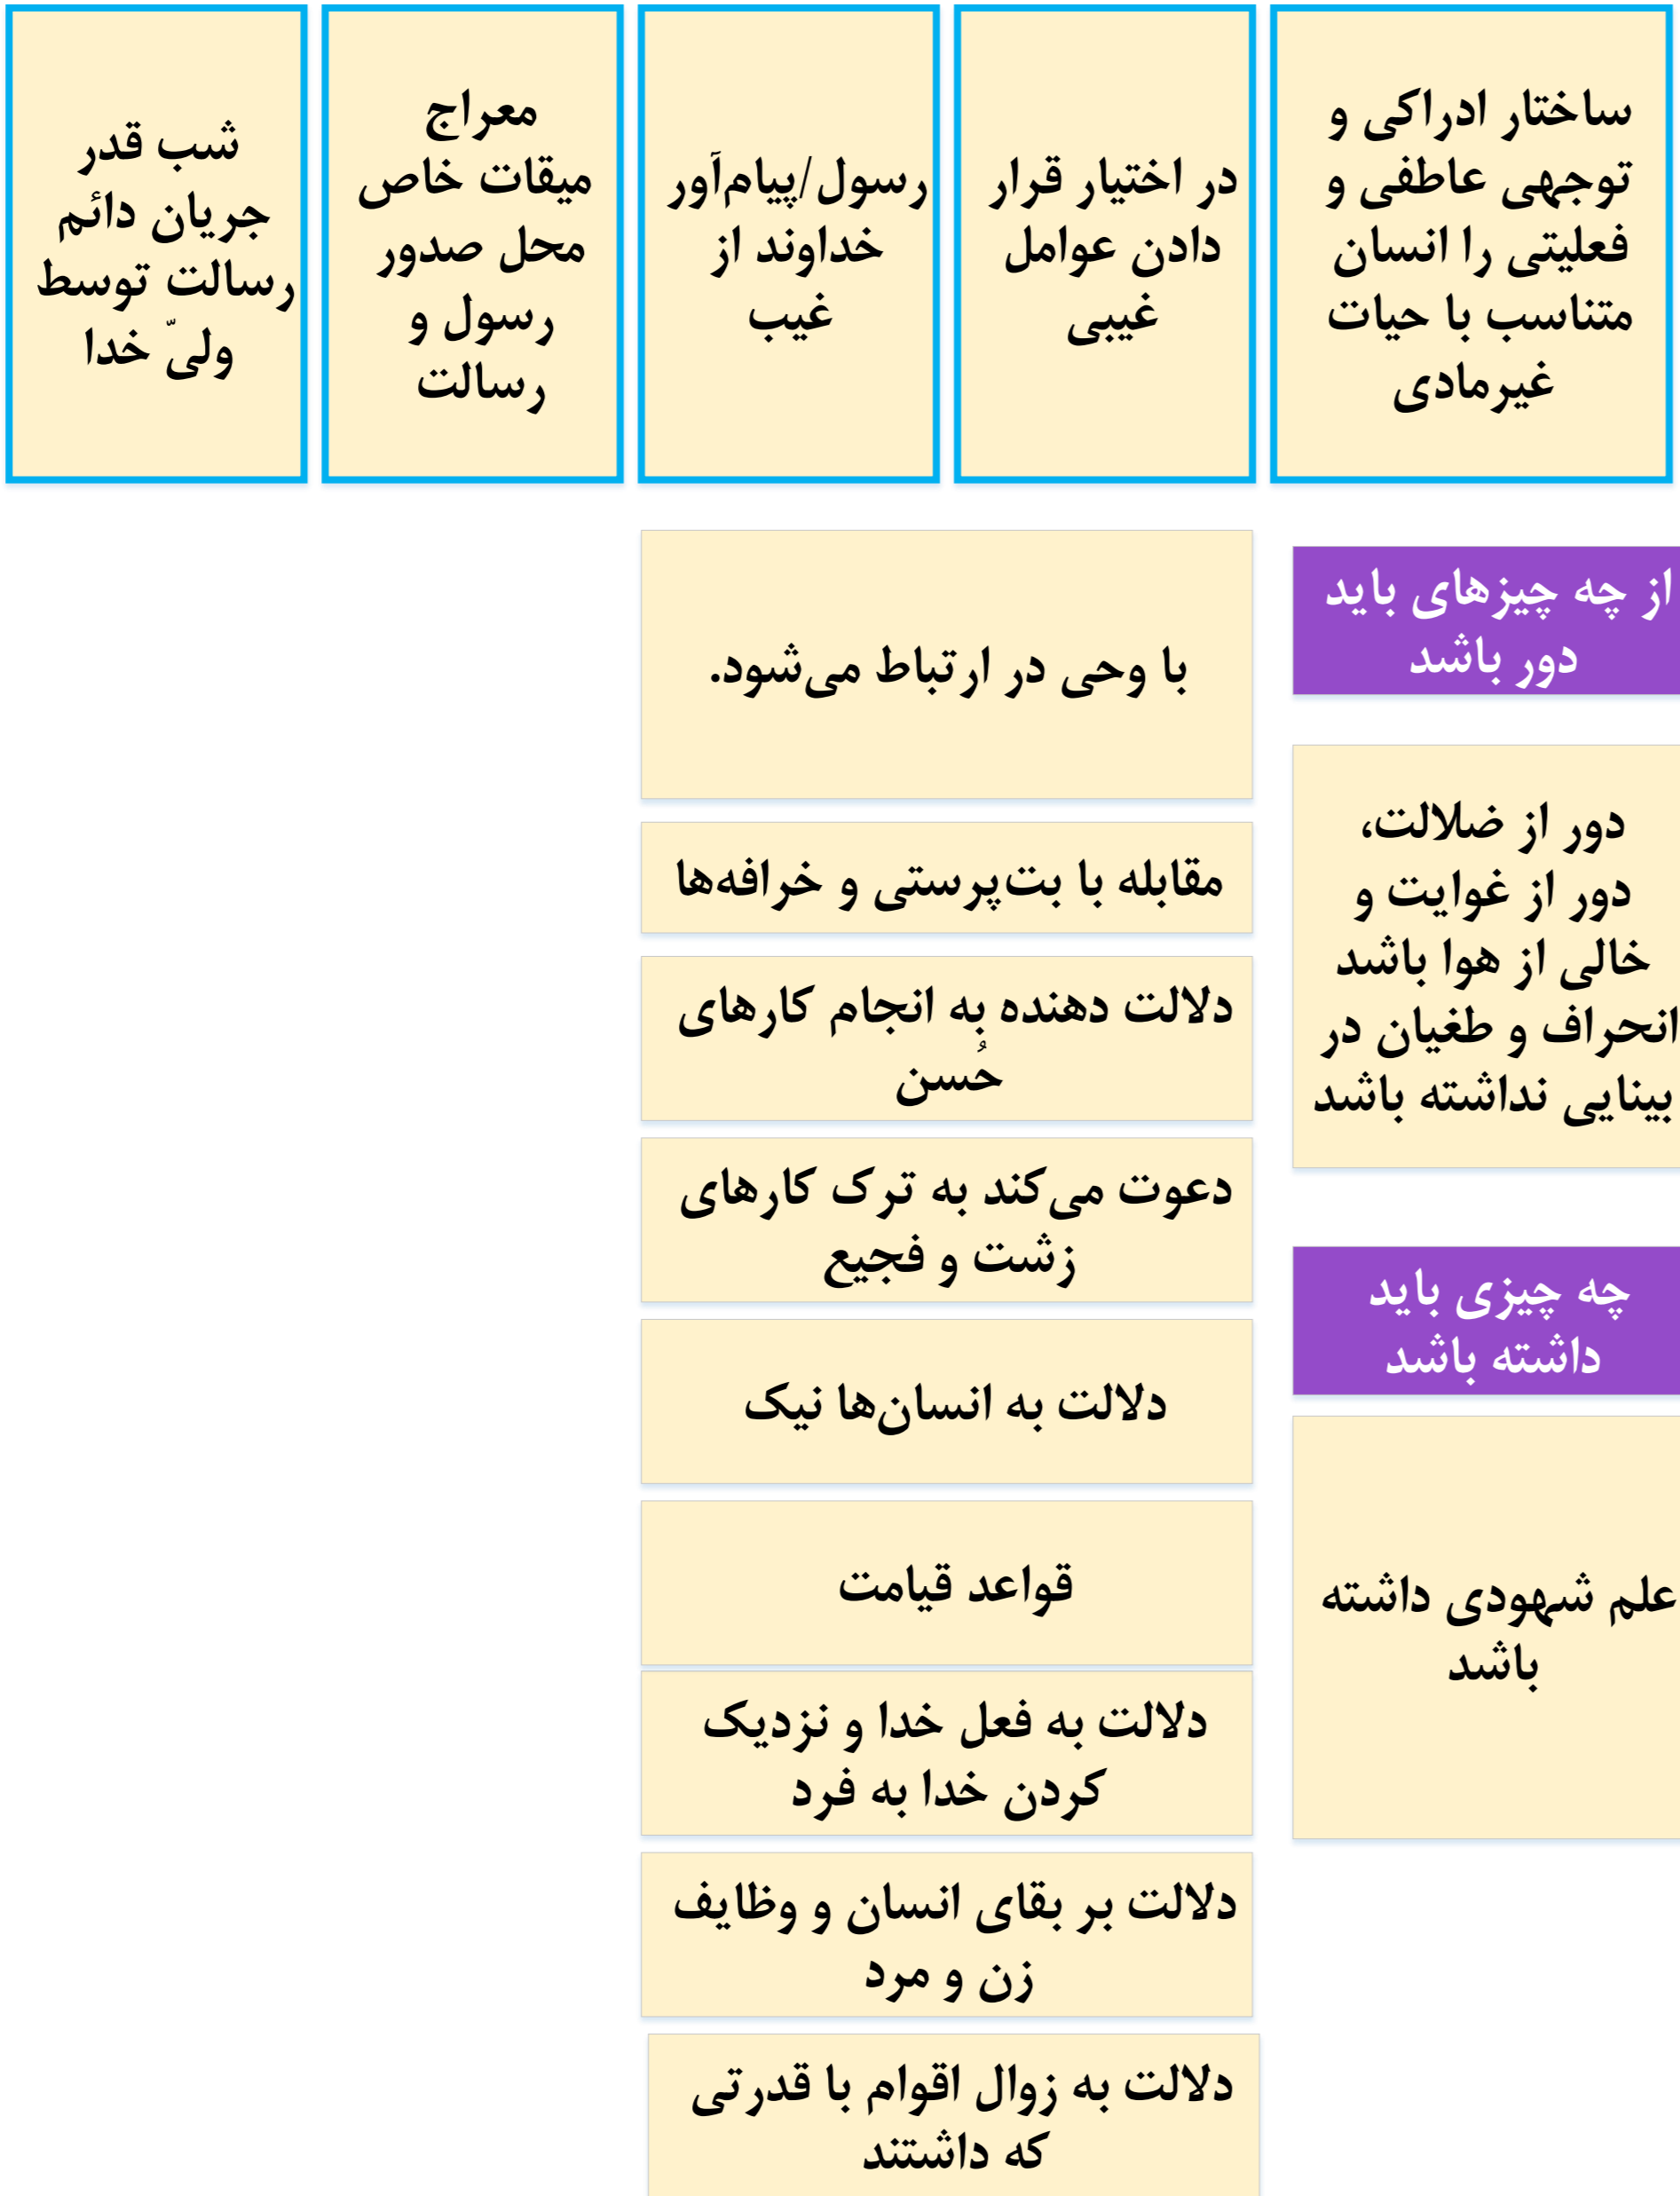 ساختار ادراکی و
توجهی عاطفی و
فعلیتی را انسان
متناسب با حیات
غیرمادی
در اختیار قرار
دادن عوامل
غیبی
رسول/پیام‌آور
خداوند از
غیب
معراج
میقات خاص
محل صدور
رسول و
رسالت
شب قدر
جریان دائم
رسالت توسط
ولیّ خدا
از چه چیزهای باید
دور باشد
دور از ضلالت،
دور از غوایت و
خالی از هوا باشد
انحراف و طغیان در
بینایی نداشته باشد
چه چیزی باید
داشته باشد
علم شهودی داشته
باشد
با وحی در ارتباط می‌شود.
مقابله با بت‌پرستی و خرافه‌ها
دلالت دهنده به انجام کارهای
حُسن
دعوت می‌کند به ترک کارهای
زشت و فجیع
دلالت به انسان‌ها نیک
قواعد قیامت
دلالت به فعل خدا و نزدیک
کردن خدا به فرد
دلالت بر بقای انسان و وظایف
زن و مرد
دلالت به زوال اقوام با قدرتی
که داشتند